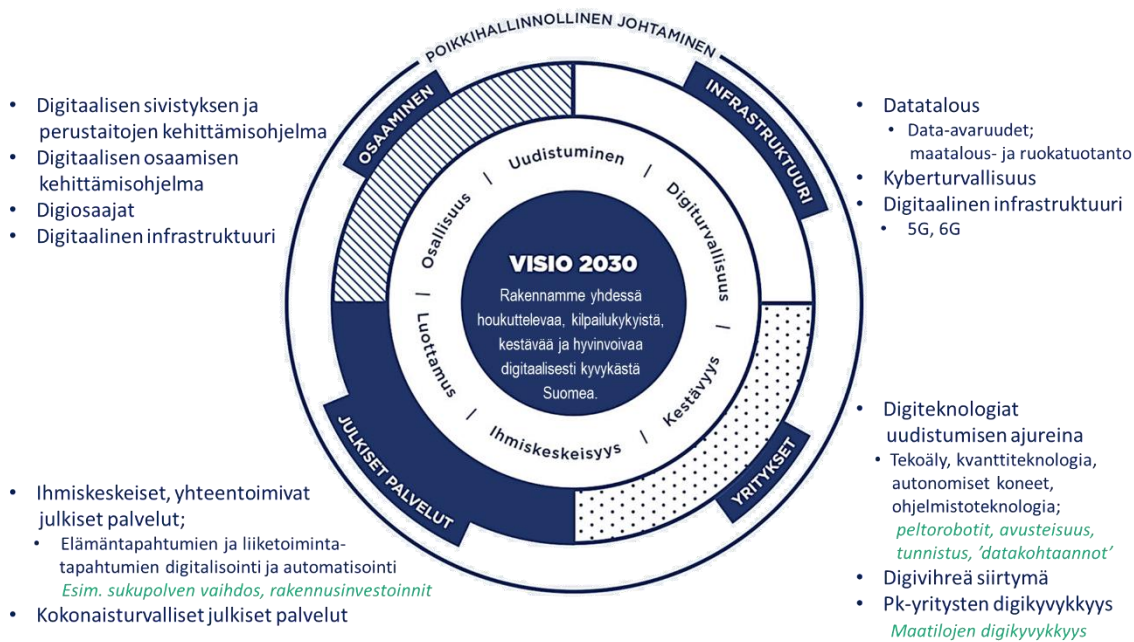 POIKKIHALLINNOLLINEN JOHTAMINEN
OSAAMINEN
• Digitaalisen sivistyksen ja
perustaitojen kehittämisohjelma
• Digitaalisen osaamisen
kehittämisohjelma
• Digiosaajat
• Digitaalinen infrastruktuuri
INFRASTRUKTUURI
• Datatalous
• Data-avaruudet;
maatalous- ja ruokatuotanto
• Kyberturvallisuus
• Digitaalinen infrastruktuuri
• 5G, 6G
Luottamus | Osallisuus | Uudistuminen | Digiturvallisuus | Kestävyys | Ihmiskeskeisyys |
VISIO 2030
Rakennamme yhdessä
houkuttelevaa, kilpailukykyistä,
kestävää ja hyvinvoivaa
digitaalisesti kyvykästä
Suomea.
JULKISET PALVELUT
• Ihmiskeskeiset, yhteentoimivat
julkiset palvelut;
• Elämäntapahtumien ja liiketoiminta-
tapahtumien digitalisointi ja automatisointi
Esim. sukupolven vaihdos, rakennusinvestoinnit
• Kokonaisturvalliset julkiset palvelut
YRITYKSET
• Digiteknologiat
uudistumisen ajureina
• Tekoäly, kvanttiteknologia,
autonomiset koneet,
ohjelmistoteknologia;
peltorobotit, avusteisuus,
tunnistus, ’datakohtaannot’
• Digivihreä siirtymä
• Pk-yritysten digikyvykkyys
Maatilojen digikyvykkyys